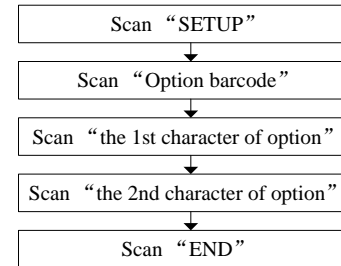 Scan “SETUP”
Scan “Option barcode”
Scan “the 1st character of option”
Scan “the 2nd character of option”
Scan “END”